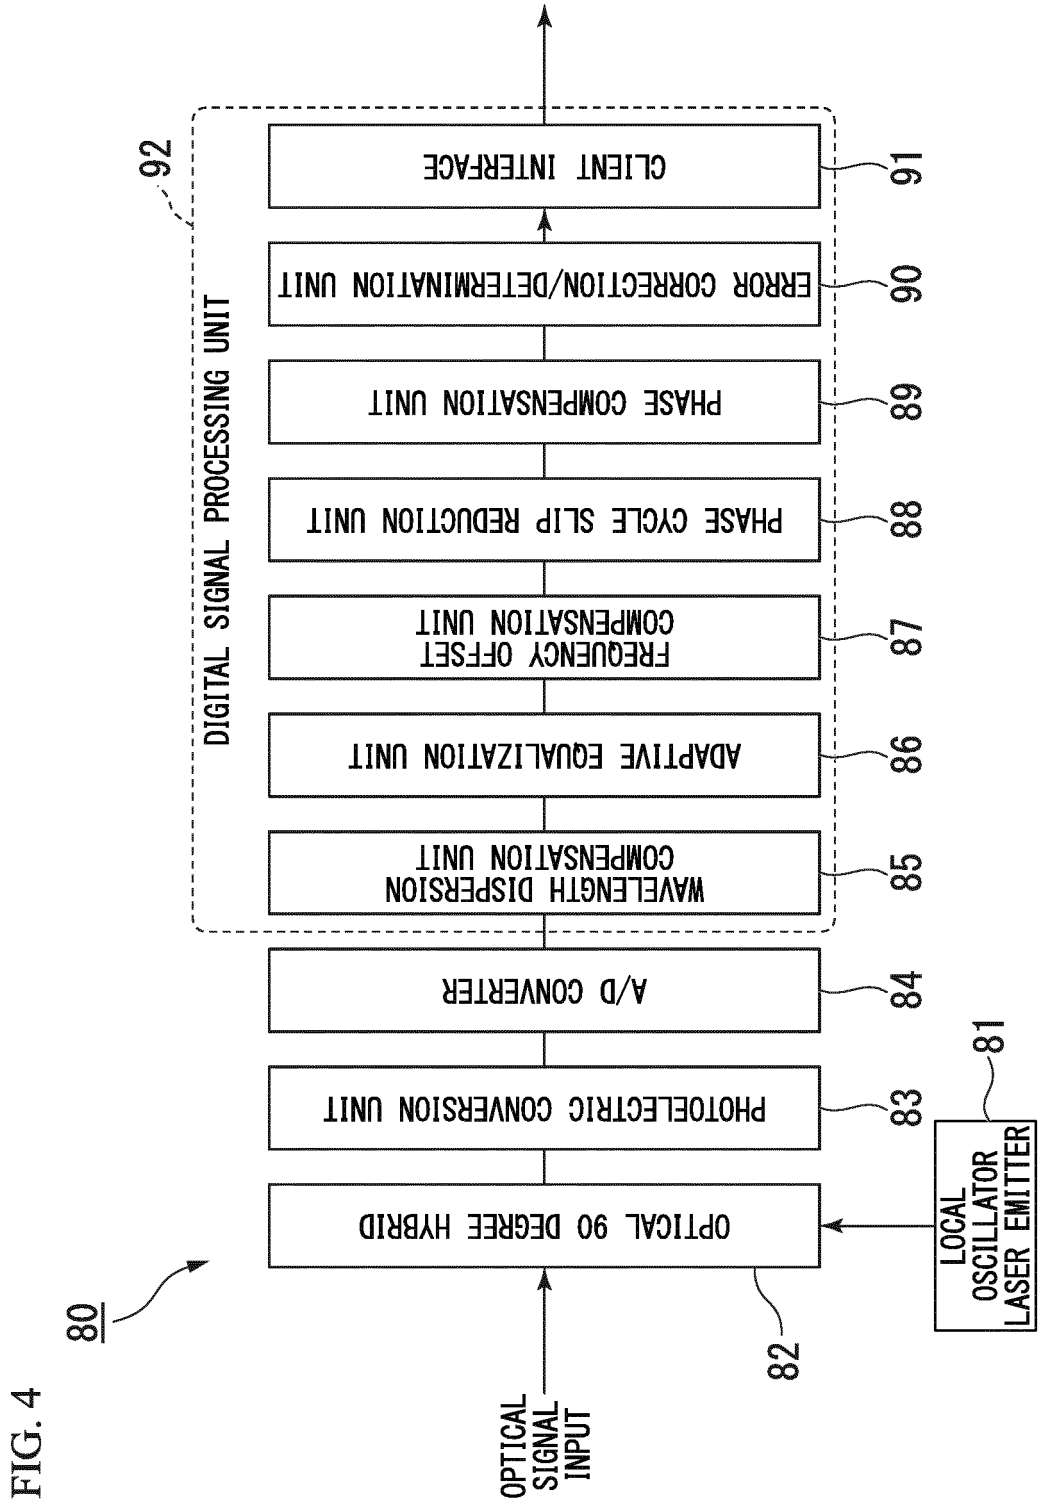 FIG. 4
80
OPTICAL
SIGNAL
INPUT
OPTICAL 90 DEGREE HYBRID
82
LOCAL
OSCILLATOR
LASER EMITTER
81
PHOTOELECTRIC CONVERSION UNIT
83
A/D CONVERTER
84
DIGITAL SIGNAL PROCESSING UNIT
92
WAVELENGTH DISPERSION
COMPENSATION UNIT
85
ADAPTIVE EQUALIZATION UNIT
86
FREQUENCY OFFSET
COMPENSATION UNIT
87
PHASE CYCLE SLIP REDUCTION UNIT
88
PHASE COMPENSATION UNIT
89
ERROR CORRECTION/DETERMINATION UNIT
90
CLIENT INTERFACE
91